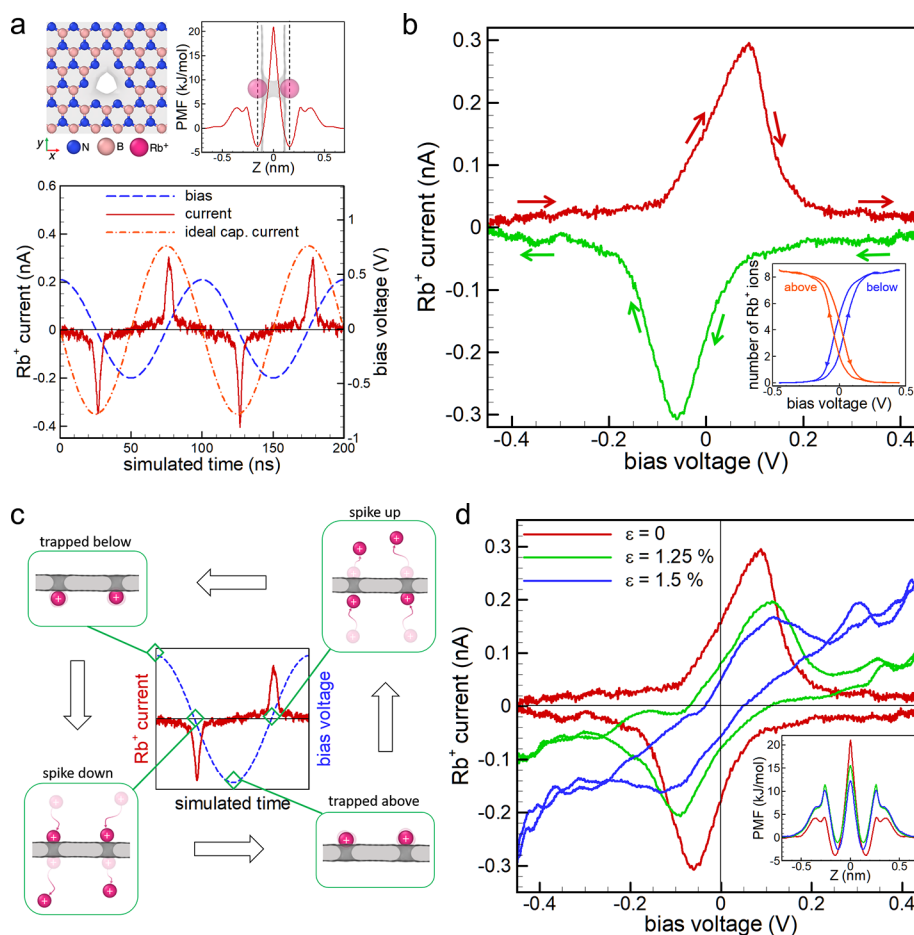 a
PMF (kJ/mol)
20
15
10
5
0
-5
-0.5
0
0.5
Z (nm)
y
x
N
B
Rb⁺
bias
current
ideal cap. current
Rb⁺ current (nA)
0.6
0.4
0.2
0
-0.2
-0.4
bias voltage (V)
1
0.5
0
-0.5
-1
0
50
100
150
200
simulated time (ns)
b
Rb⁺ current (nA)
0.3
0.2
0.1
0
-0.1
-0.2
-0.3
-0.4
-0.2
0
0.2
0.4
bias voltage (V)
number of Rb⁺ ions
8
6
4
2
0
above
below
-0.5
0
0.5
bias voltage (V)
c
trapped below
+ +
spike up
+ +
+ +
Rb⁺ current
bias voltage
simulated time
spike down
+ +
+ +
trapped above
+ +
d
ε = 0
ε = 1.25 %
ε = 1.5 %
Rb⁺ current (nA)
0.3
0.2
0.1
0
-0.1
-0.2
-0.3
-0.4
-0.2
0
0.2
0.4
bias voltage (V)
PMF (kJ/mol)
20
15
10
5
0
-5
-0.5
0
0.5
Z (nm)